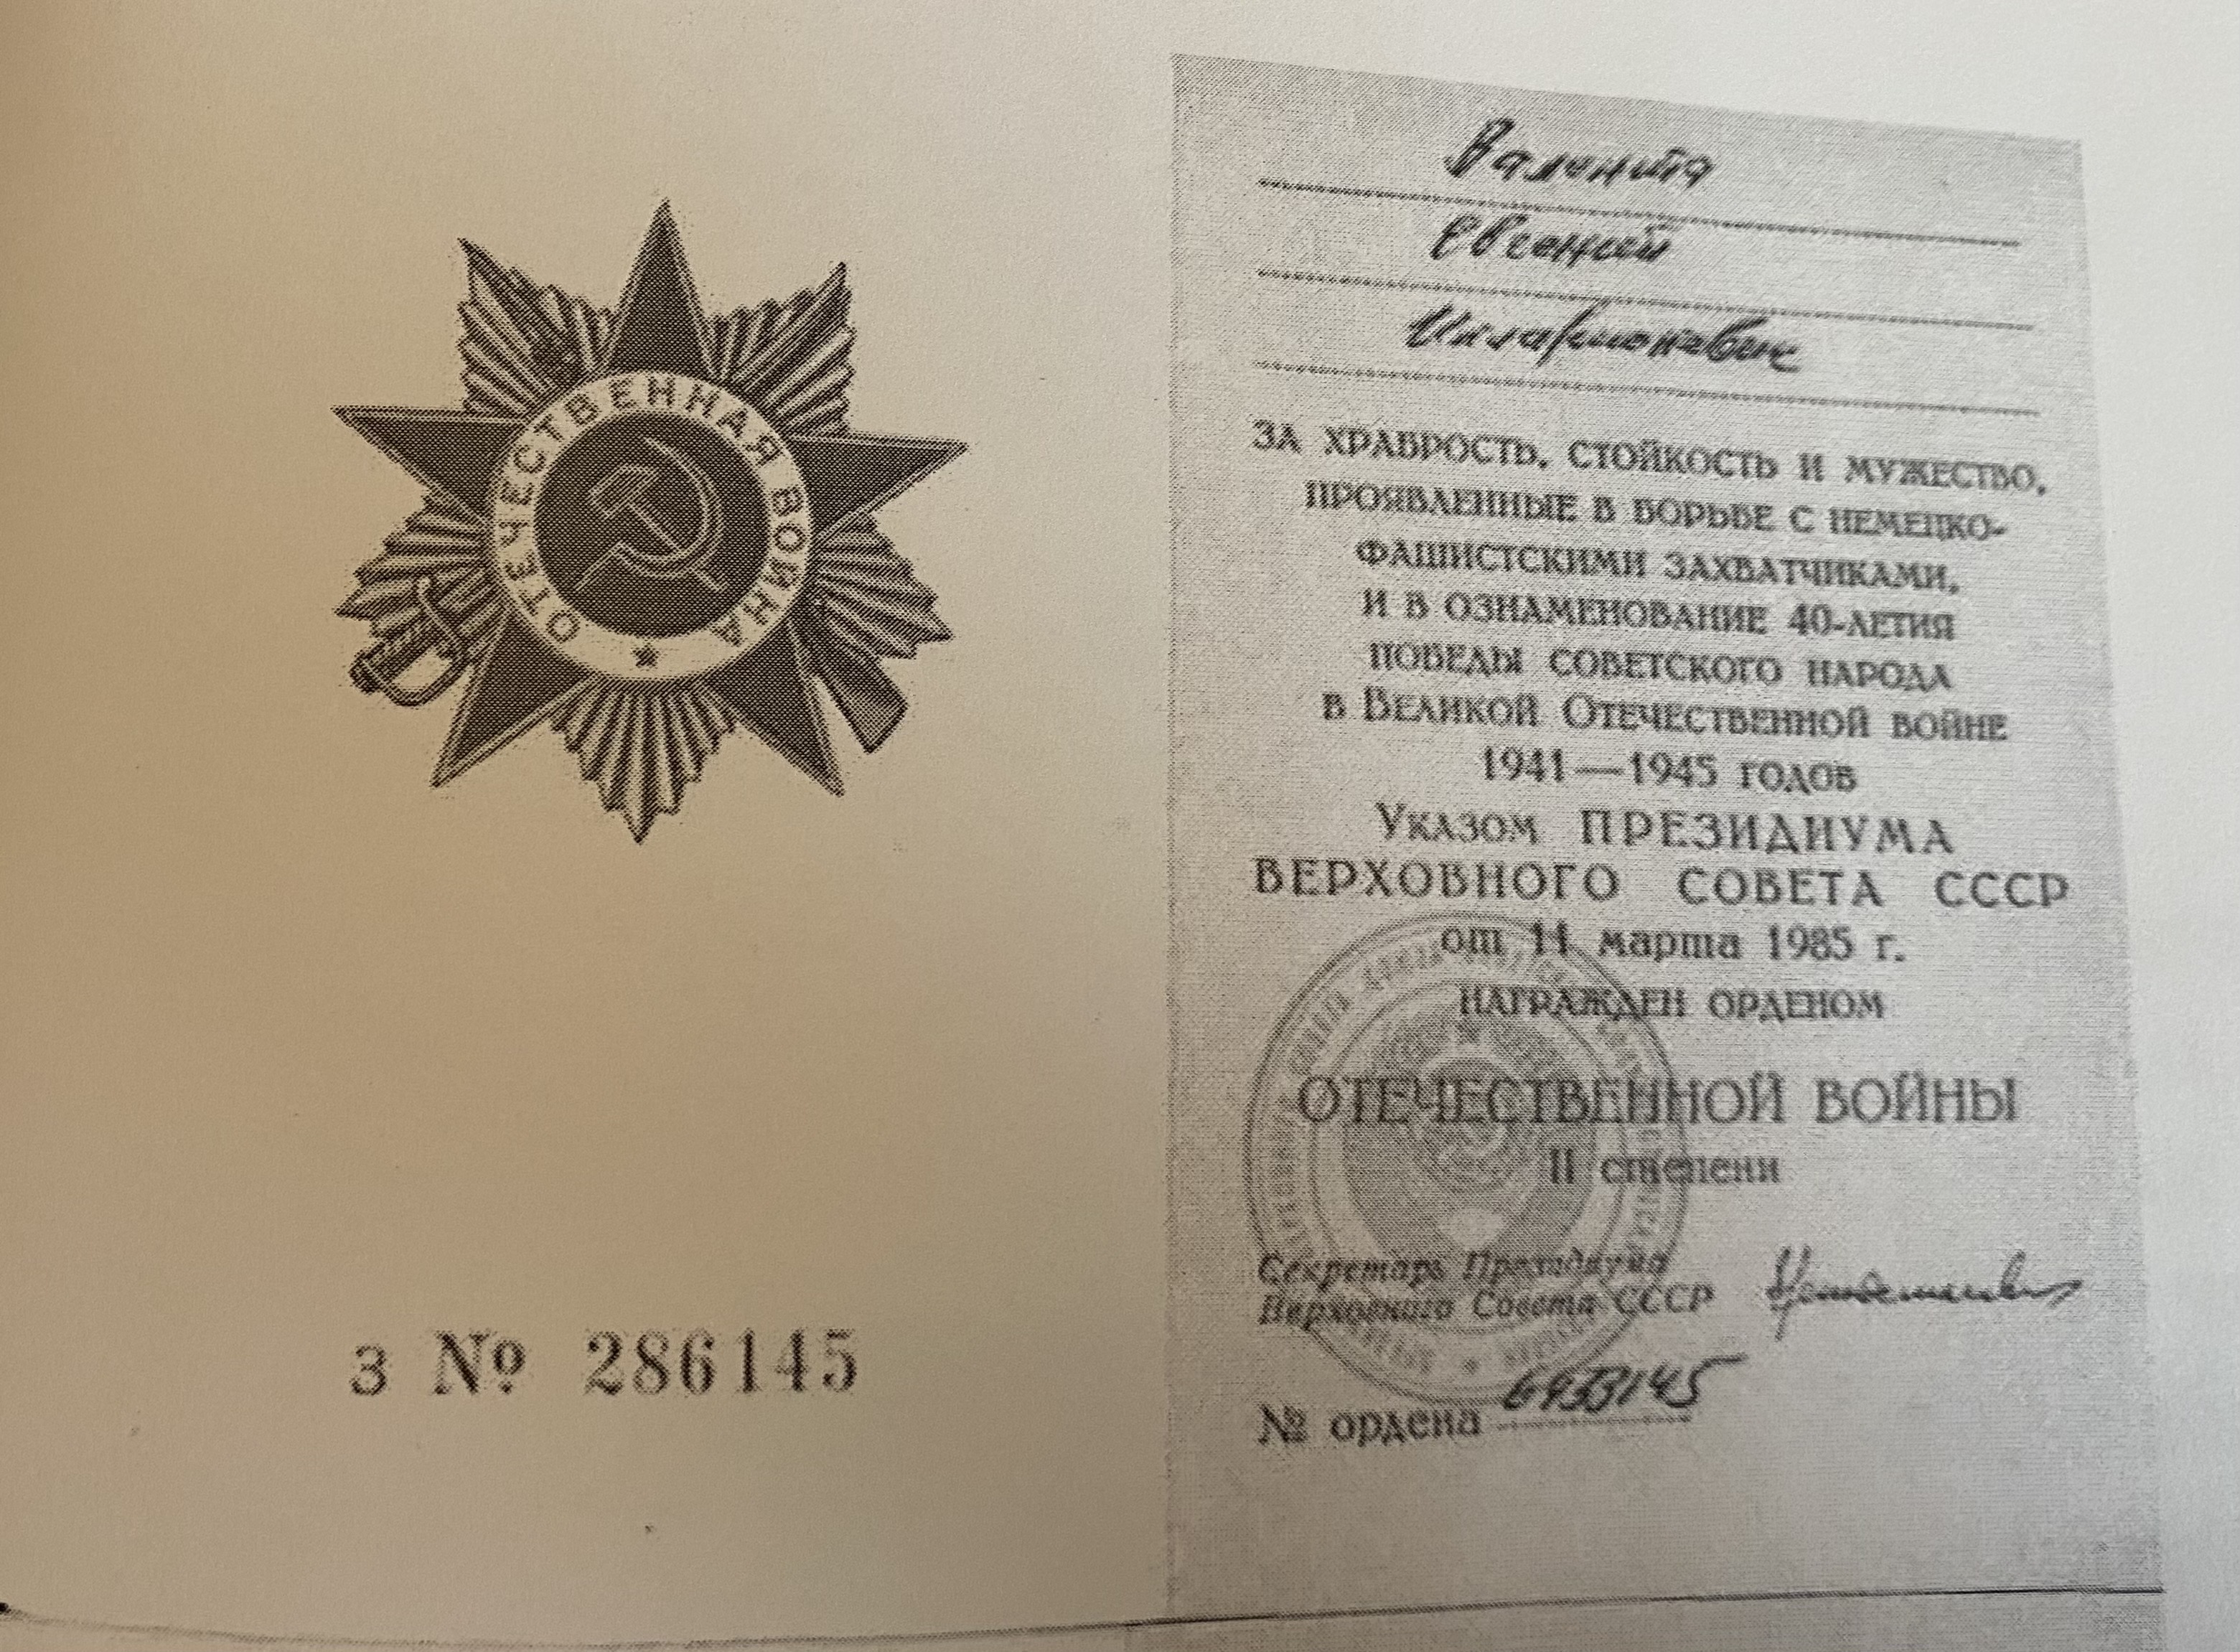 ОТЕЧЕСТВЕННАЯ ВОЙНА
З № 286145
Валента
Евгений
Илларионович
ЗА ХРАБРОСТЬ, СТОЙКОСТЬ И МУЖЕСТВО,
ПРОЯВЛЕННЫЕ В БОРЬБЕ С НЕМЕЦКО-
ФАШИСТСКИМИ ЗАХВАТЧИКАМИ,
И В ОЗНАМЕНОВАНИЕ 40-ЛЕТИЯ
ПОБЕДЫ СОВЕТСКОГО НАРОДА
В ВЕЛИКОЙ ОТЕЧЕСТВЕННОЙ ВОЙНЕ
1941—1945 ГОДОВ
УКАЗОМ ПРЕЗИДИУМА
ВЕРХОВНОГО СОВЕТА СССР
от 11 марта 1985 г.
НАГРАЖДЕН ОРДЕНОМ
ОТЕЧЕСТВЕННОЙ ВОЙНЫ
II степени
Секретарь Президиума
Верховного Совета СССР
№ ордена 6433145